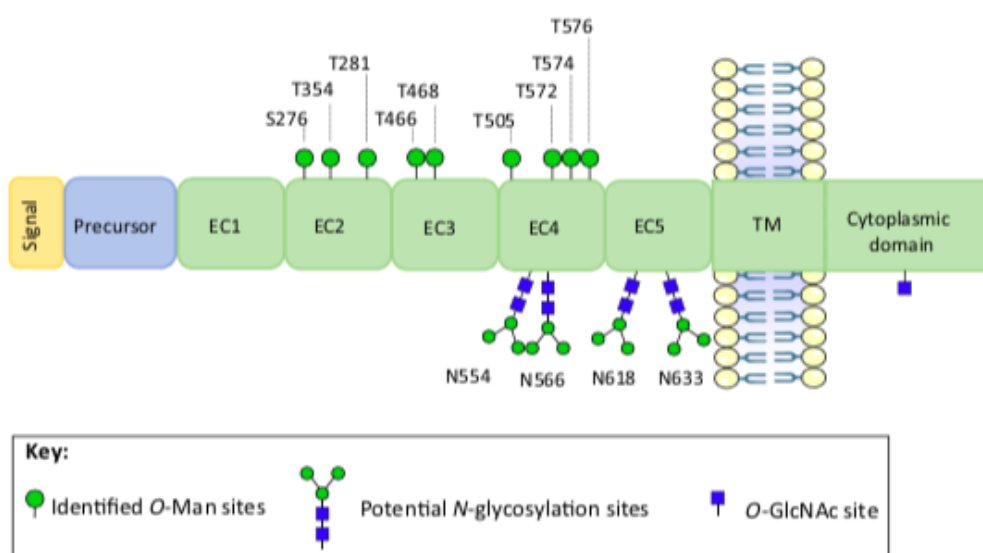 T576
T281
T574
T354
T468
T572
S276
T466
T505
Signal
Precursor
EC1
EC2
EC3
EC4
EC5
TM
Cytoplasmic
domain
N554
N566
N618
N633
Key:
Identified O-Man sites
Potential N-glycosylation sites
O-GlcNAc site